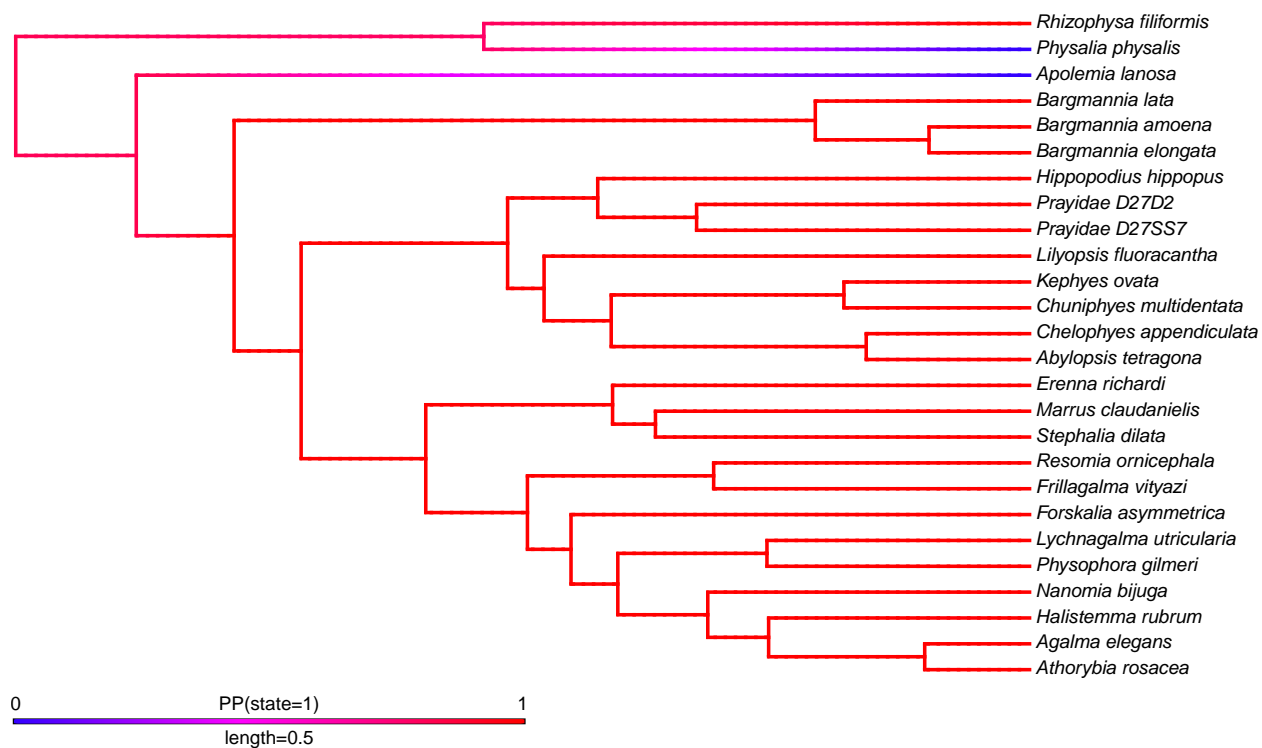 Rhizophysa filiformis
Physalia physalis
Apolemia lanosa
Bargmannia lata
Bargmannia amoena
Bargmannia elongata
Hippopodius hippopus
Prayidae D27D2
Prayidae D27SS7
Lilyopsis fluoracantha
Kephyes ovata
Chuniphyes multidentata
Chelophyes appendiculata
Abylopsis tetragona
Erenna richardi
Marrus claudanielis
Stephalia dilata
Resomia ornicephala
Frillagalma vityazi
Forskalia asymmetrica
Lychnagalma utricularia
Physophora gilmeri
Nanomia bijuga
Halistemma rubrum
Agalma elegans
Athorybia rosacea
0 PP(state=1) 1
length=0.5